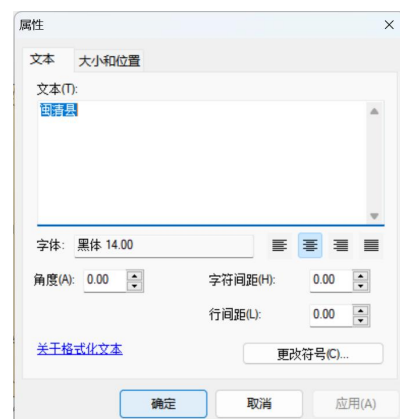 属性
文本 大小和位置
文本(T):
闽青县
字体: 黑体 14.00
角度(A): 0.00 字符间距(H): 0.00
行间距(L): 0.00
关于格式化文本 更改符号(C)...
确定 取消 应用(A)